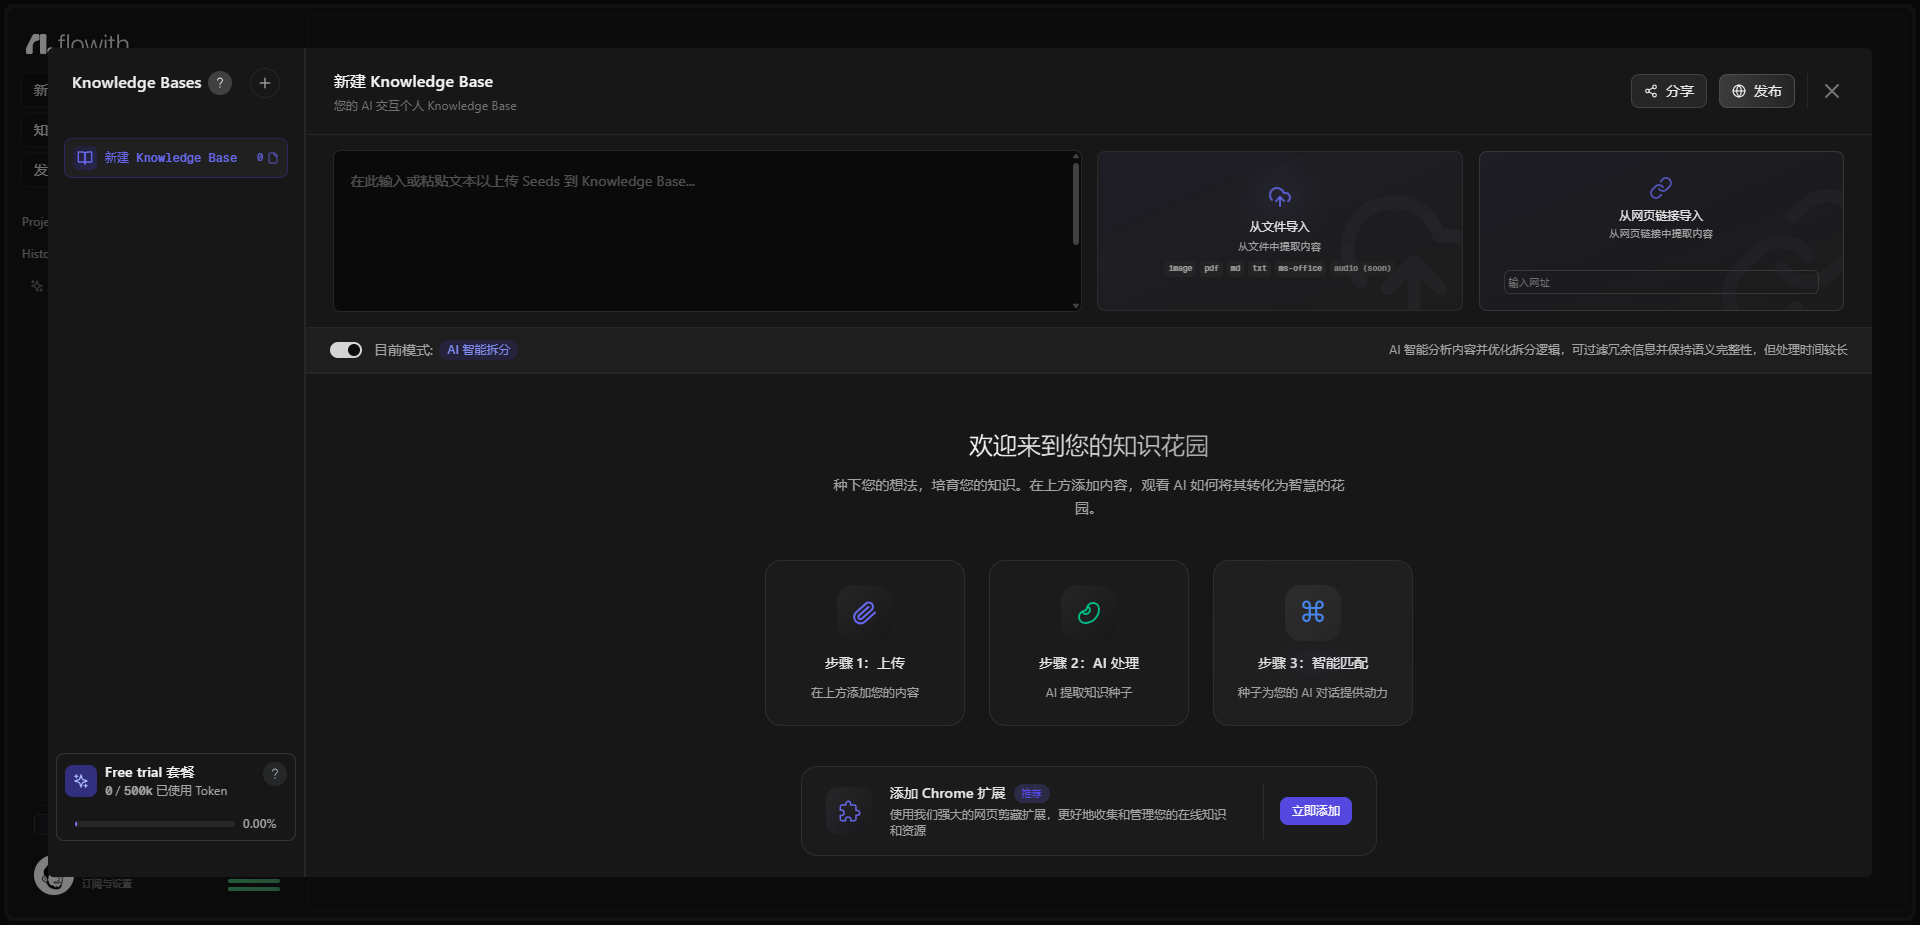 flowith
新
知
发
Proje
Histo
Knowledge Bases ?
新建 Knowledge Base 0
Free trial 套餐 ?
0 / 500k 已使用 Token
0.00%
订阅与设置
新建 Knowledge Base
您的 AI 交互个人 Knowledge Base
分享
发布
在此输入或粘贴文本以上传 Seeds 到 Knowledge Base...
从文件导入
从文件中提取内容
image pdf md txt ms-office audio (soon)
从网页链接导入
从网页链接中提取内容
输入网址
目前模式: AI 智能拆分
AI 智能分析内容并优化拆分逻辑，可过滤冗余信息并保持语义完整性，但处理时间较长
欢迎来到您的知识花园
种下您的想法，培育您的知识。在上方添加内容，观看 AI 如何将其转化为智慧的花
园。
步骤 1：上传
在上方添加您的内容
步骤 2：AI 处理
AI 提取知识种子
步骤 3：智能匹配
种子为您的 AI 对话提供动力
添加 Chrome 扩展 推荐
使用我们强大的网页剪藏扩展，更好地收集和管理您的在线知识
和资源
立即添加